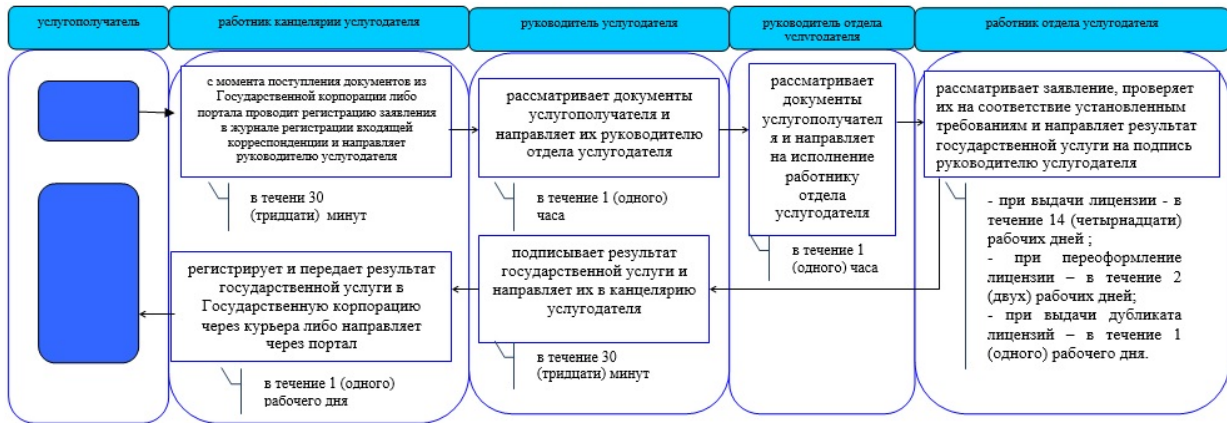 услугополучатель
работник канцелярии услугодателя
руководитель услугодателя
руководитель отдела
услугодателя
работник отдела услугодателя
с момента поступления документов из
Государственной корпорации либо
портала проводит регистрацию заявления
в журнале регистрации входящей
корреспонденции и направляет
руководителю услугодателя
в течени 30
(тридцати) минут
рассматривает документы
услугополучателя и
направляет их руководителю
отдела услугодателя
в течение 1 (одного)
часа
рассматривает
документы
услугополучател
я и направляет
на исполнение
работнику
отдела
услугодателя
в течение 1
(одного) часа
рассматривает заявление, проверяет
их на соответствие установленным
требованиям и направляет результат
государственной услуги на подпись
руководителю услугодателя
- при выдачи лицензии - в
течение 14 (четырнадцати)
рабочих дней ;
- при переоформление
лицензии – в течение 2
(двух) рабочих дней;
- при выдачи дубликата
лицензий – в течение 1
(одного) рабочего дня.
подписывает результат
государственной услуги и
направляет их в канцелярию
услугодателя
в течение 30
(тридцати) минут
регистрирует и передает результат
государственной услуги в
Государственную корпорацию
через курьера либо направляет
через портал
в течение 1 (одного)
рабочего дня